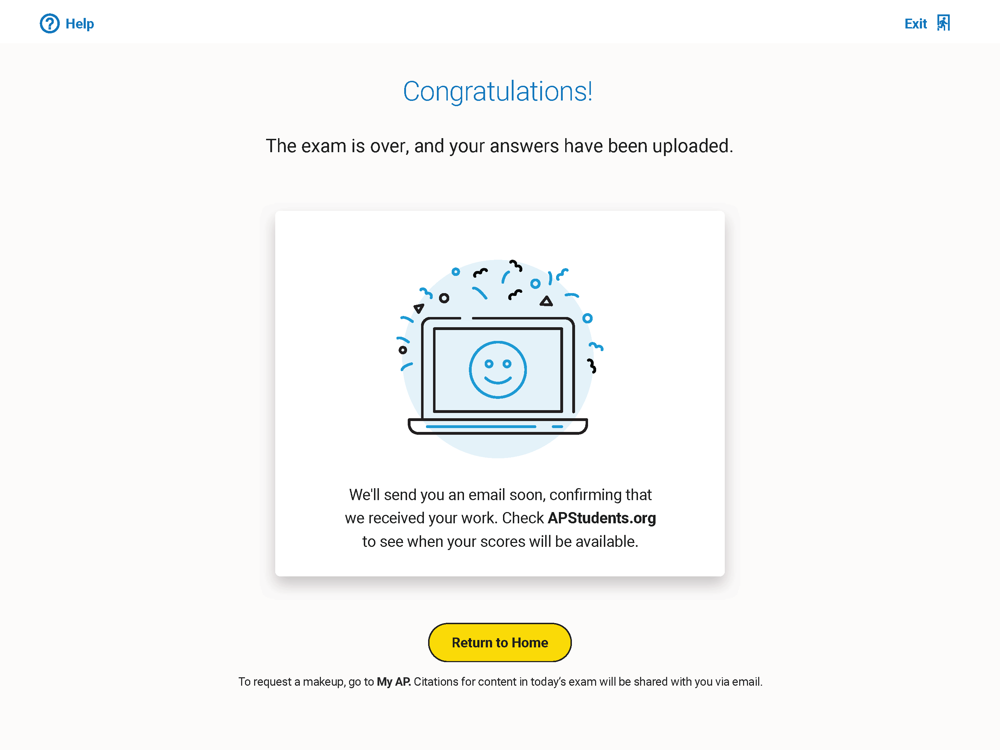 Help
Exit
Congratulations!
The exam is over, and your answers have been uploaded.
We'll send you an email soon, confirming that
we received your work. Check APStudents.org
to see when your scores will be available.
Return to Home
To request a makeup, go to My AP. Citations for content in today’s exam will be shared with you via email.